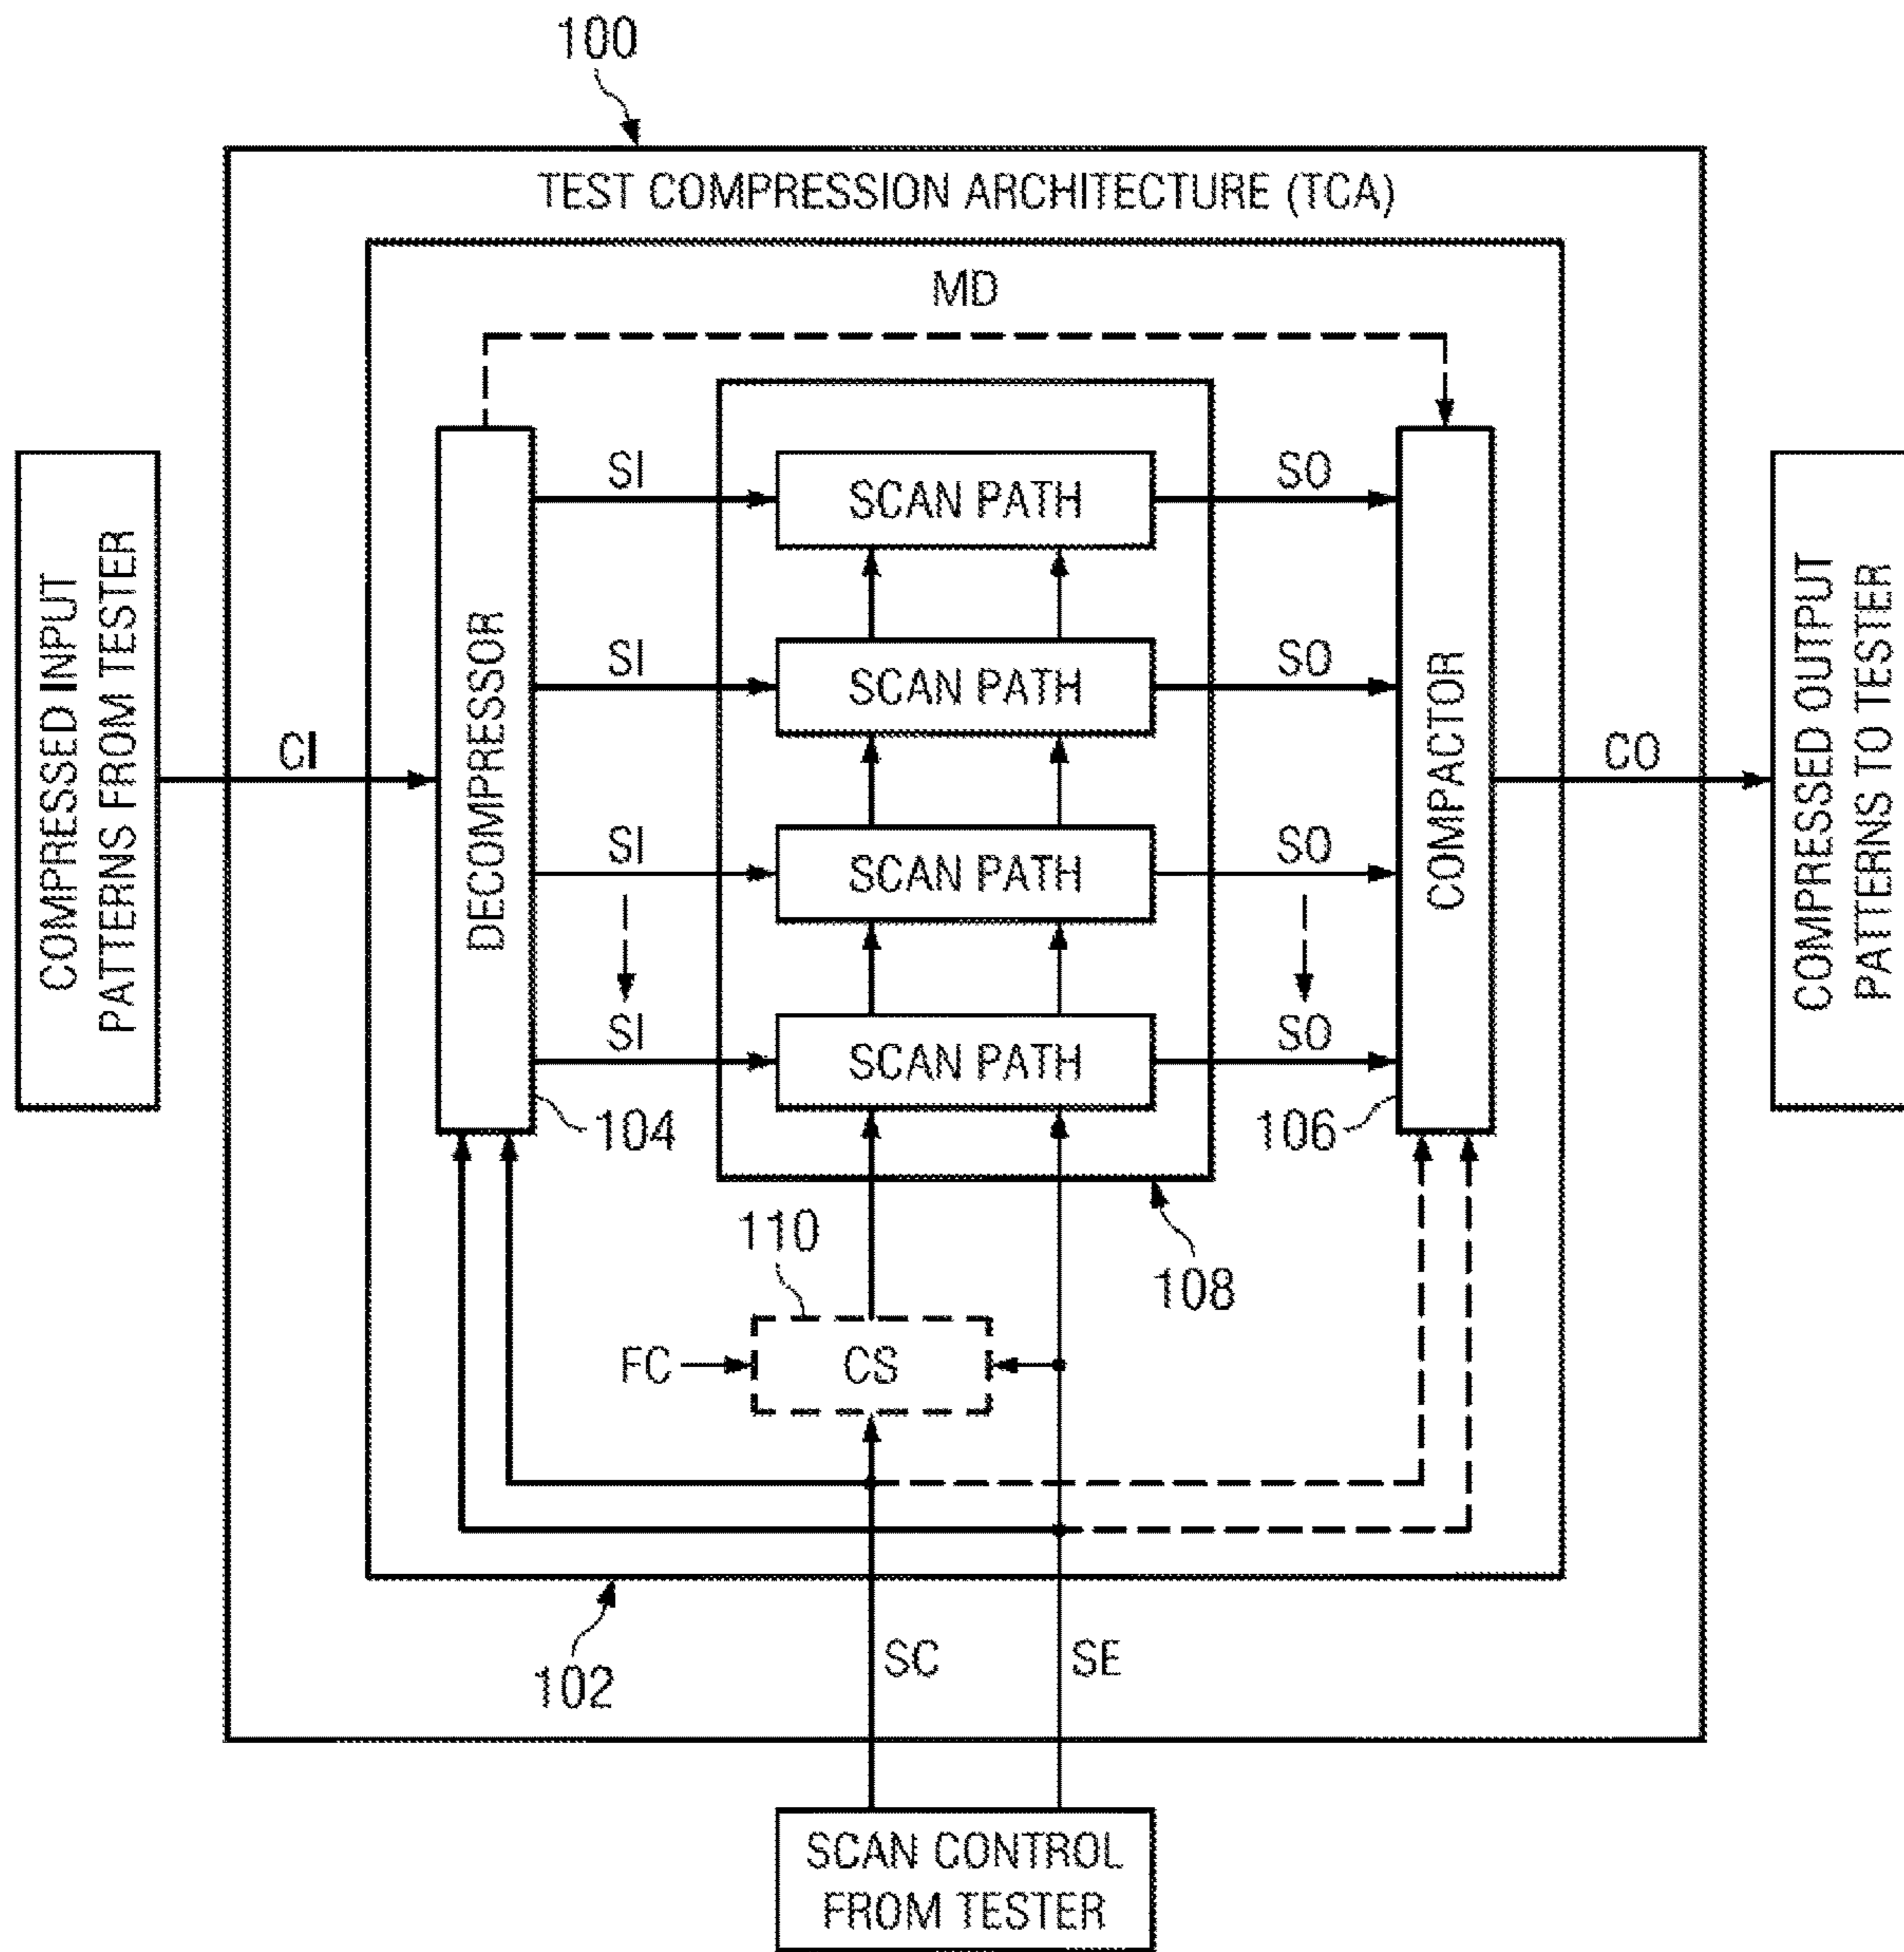 100
TEST COMPRESSION ARCHITECTURE (TCA)
MD
COMPRESSED INPUT
PATTERNS FROM TESTER
CI
DECOMPRESSOR
SI
SCAN PATH
SO
SI
SCAN PATH
SO
SI
SCAN PATH
SO
SI
SCAN PATH
SO
COMPACTOR
CO
COMPRESSED OUTPUT
PATTERNS TO TESTER
104
106
110
108
FC
CS
102
SC
SE
SCAN CONTROL
FROM TESTER